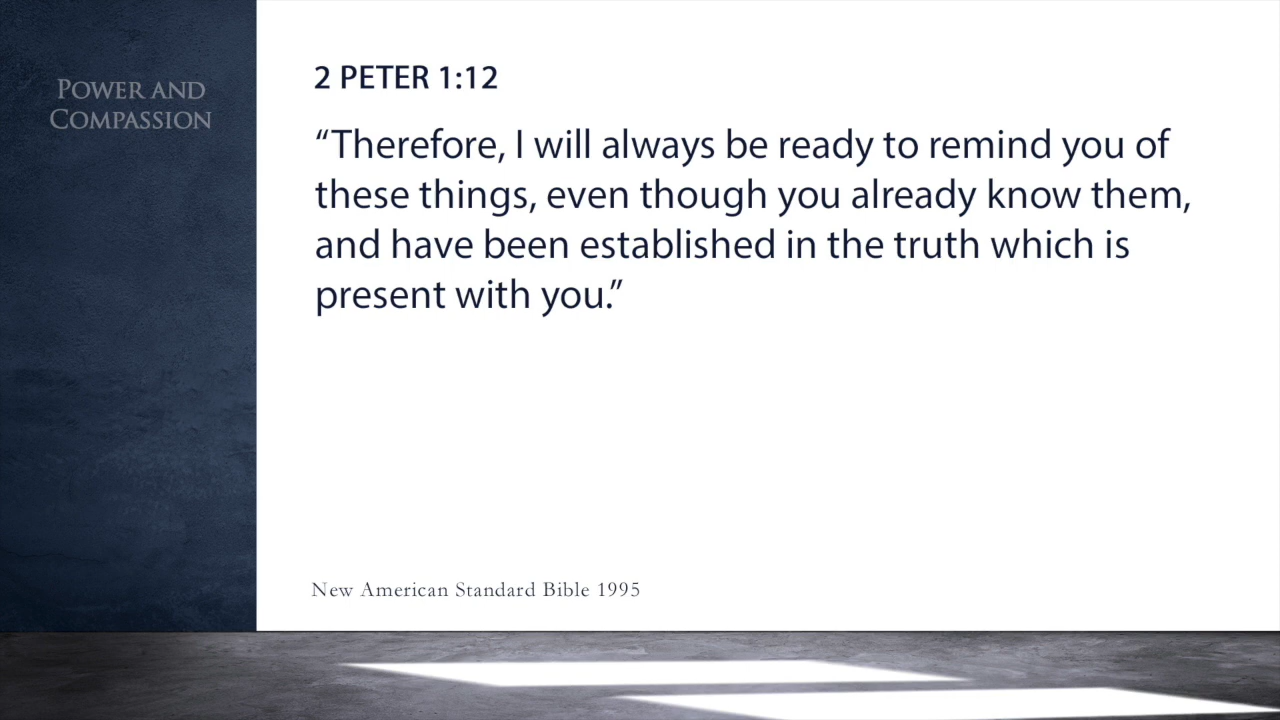 POWER AND
COMPASSION
2 PETER 1:12
“Therefore, I will always be ready to remind you of
these things, even though you already know them,
and have been established in the truth which is
present with you.”
New American Standard Bible 1995